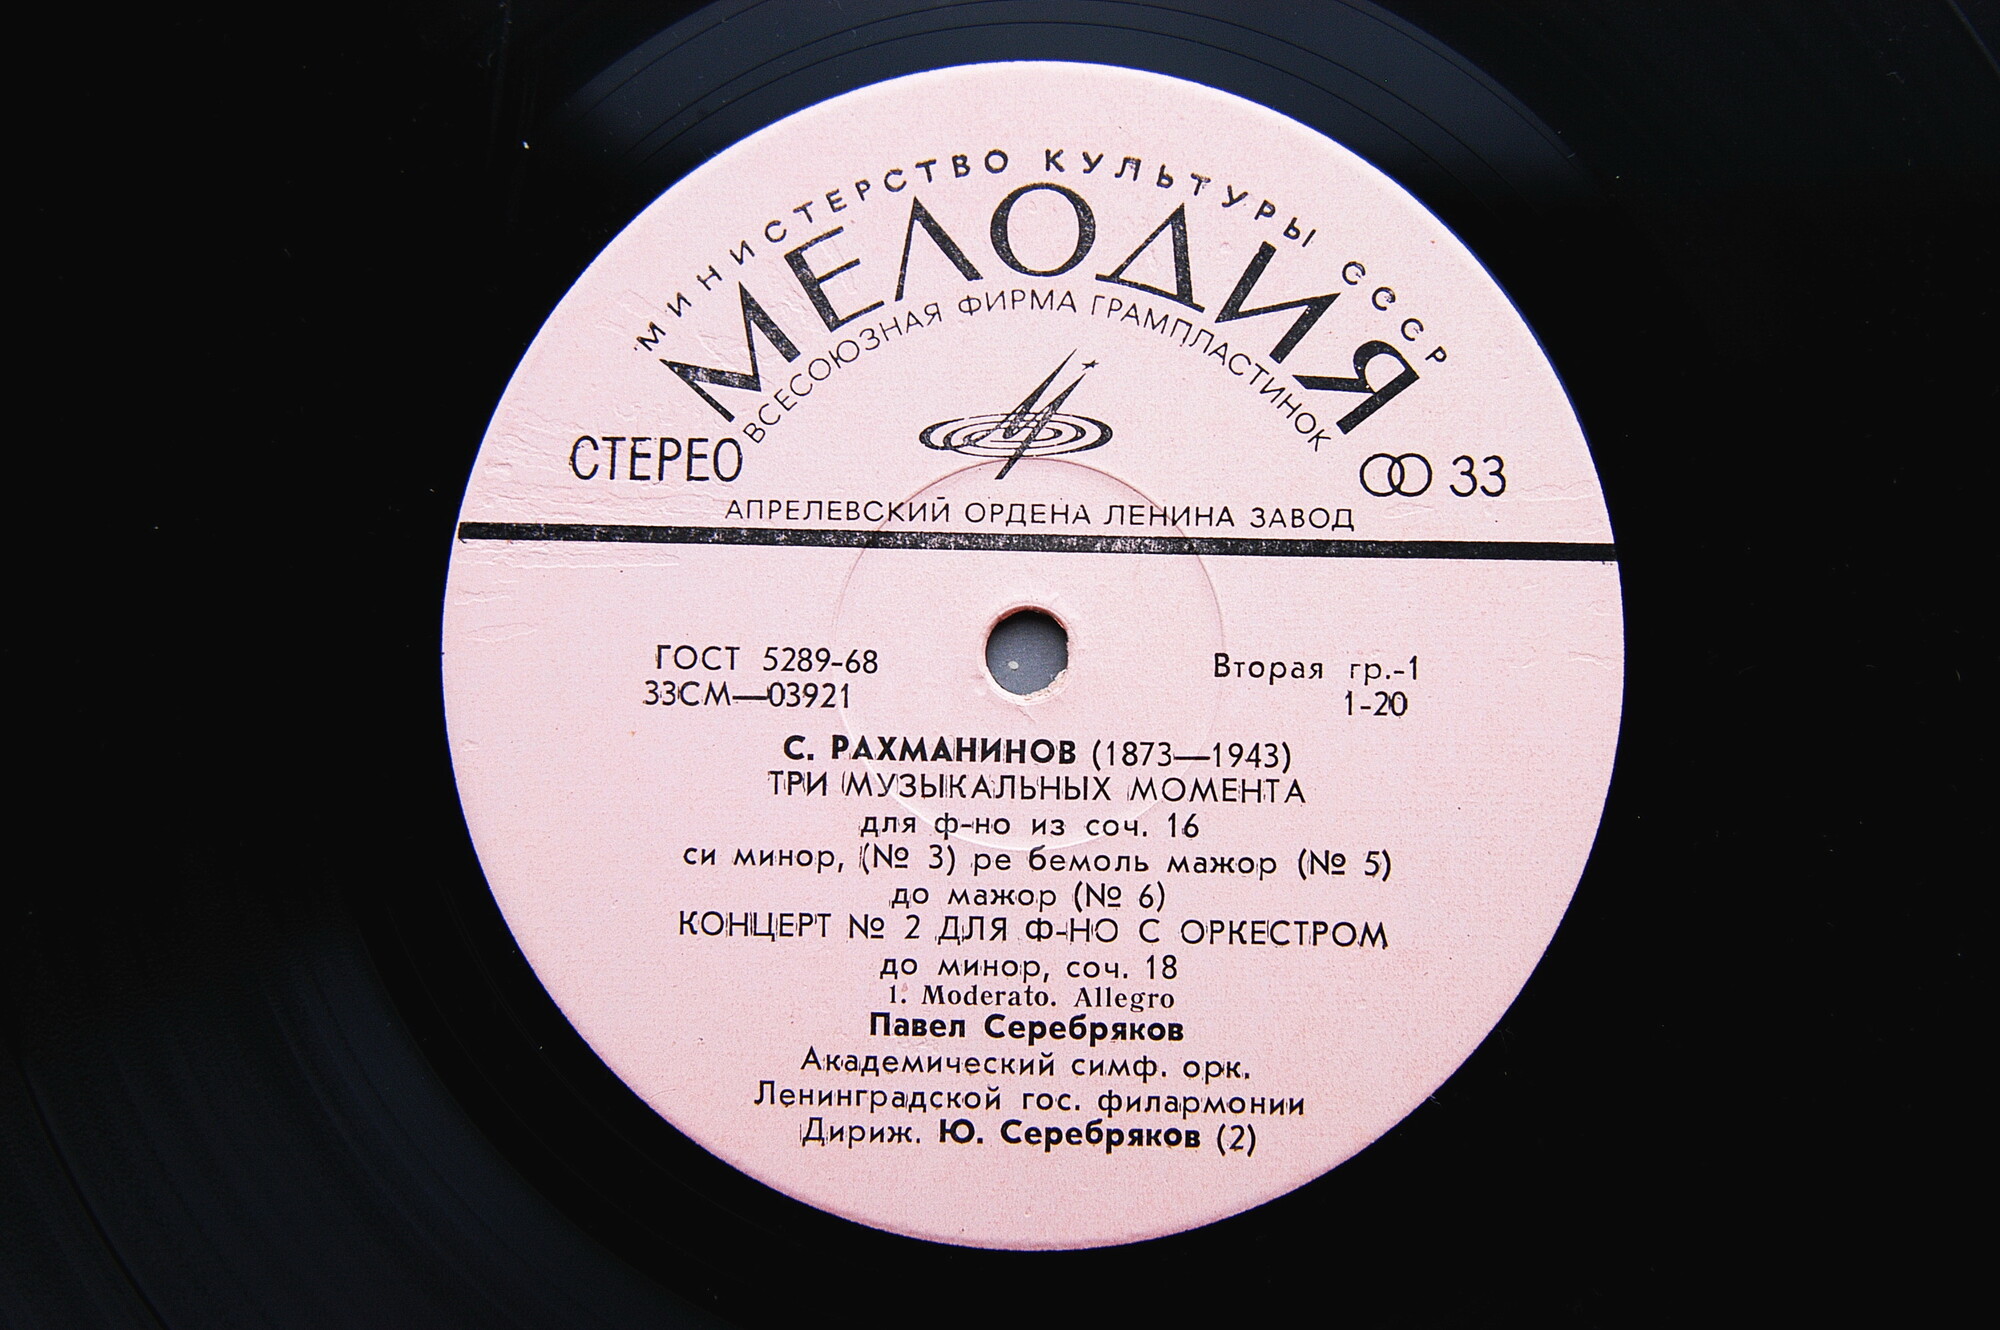 МИНИСТЕРСТВО КУЛЬТУРЫ СССР
МЕЛОДИЯ
ВСЕСОЮЗНАЯ ФИРМА ГРАМПЛАСТИНОК
СТЕРЕО
33
АПРЕЛЕВСКИЙ ОРДЕНА ЛЕНИНА ЗАВОД
ГОСТ 5289-68
Вторая гр.-1
33СМ—03921
1-20
С. РАХМАНИНОВ (1873—1943)
ТРИ МУЗЫКАЛЬНЫХ МОМЕНТА
для ф-но из соч. 16
си минор, (№ 3) ре бемоль мажор (№ 5)
до мажор (№ 6)
КОНЦЕРТ № 2 ДЛЯ Ф-НО С ОРКЕСТРОМ
до минор, соч. 18
1. Moderato. Allegro
Павел Серебряков
Академический симф. орк.
Ленинградской гос. филармонии
Дириж. Ю. Серебряков (2)